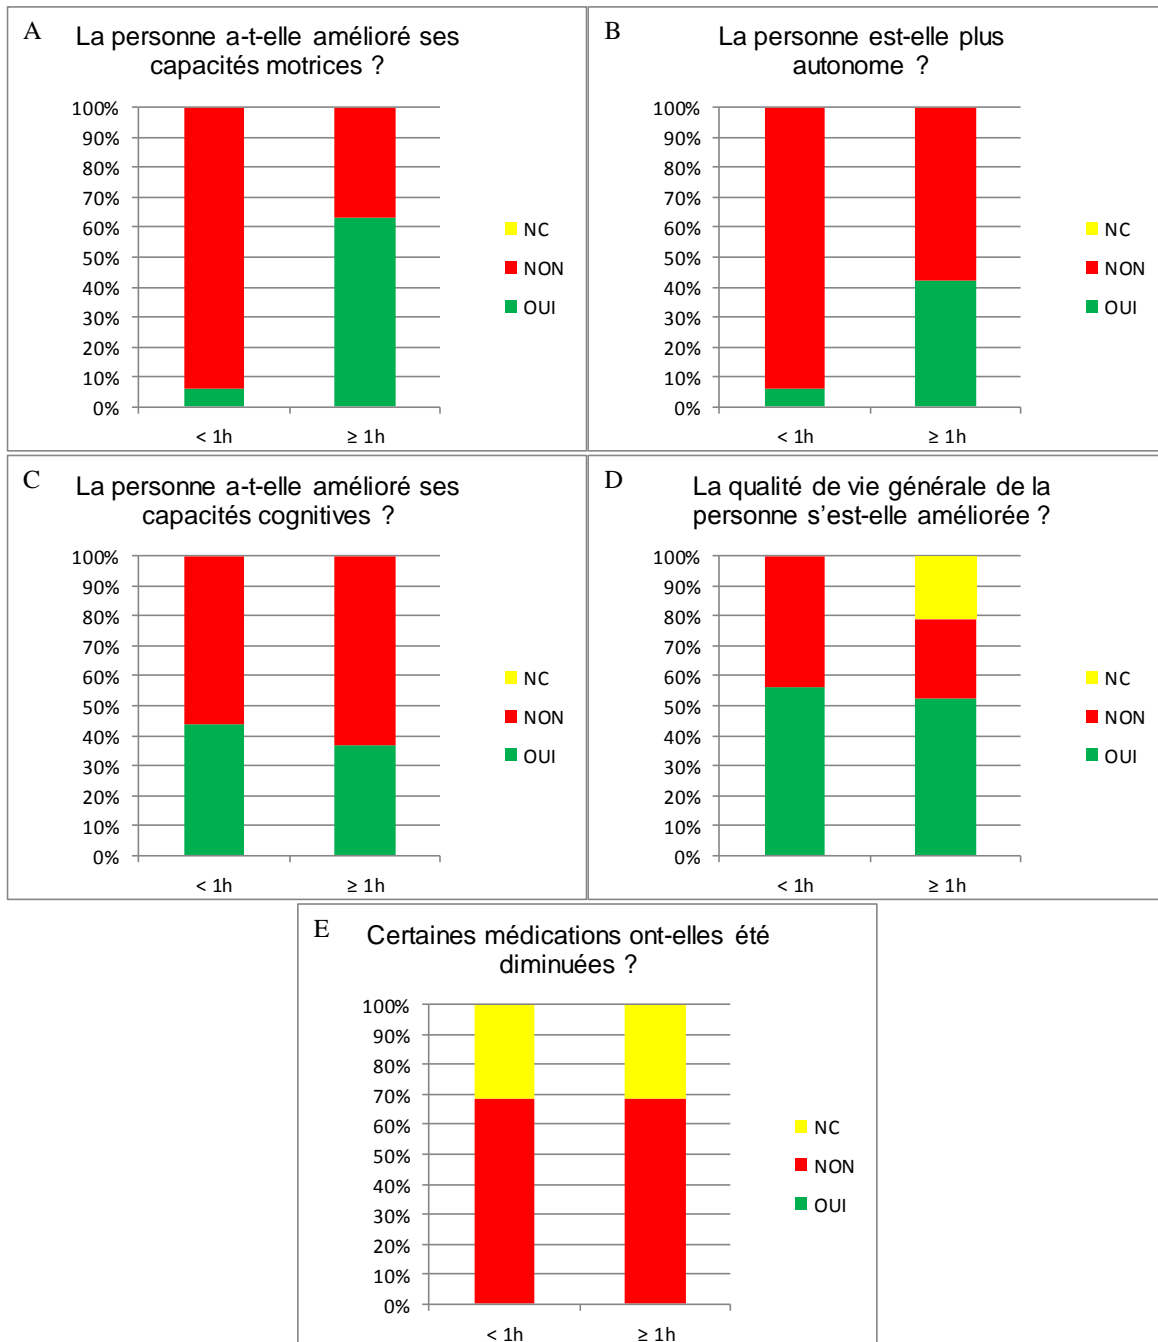 A
La personne a-t-elle amélioré ses
capacités motrices ?
100%
90%
80%
70%
60%
50%
40%
30%
20%
10%
0%
< 1h
≥ 1h
NC
NON
OUI
B
La personne est-elle plus
autonome ?
100%
90%
80%
70%
60%
50%
40%
30%
20%
10%
0%
< 1h
≥ 1h
NC
NON
OUI
C
La personne a-t-elle amélioré ses
capacités cognitives ?
100%
90%
80%
70%
60%
50%
40%
30%
20%
10%
0%
< 1h
≥ 1h
NC
NON
OUI
D
La qualité de vie générale de la
personne s’est-elle améliorée ?
100%
90%
80%
70%
60%
50%
40%
30%
20%
10%
0%
< 1h
≥ 1h
NC
NON
OUI
E
Certaines médications ont-elles été
diminuées ?
100%
90%
80%
70%
60%
50%
40%
30%
20%
10%
0%
< 1h
≥ 1h
NC
NON
OUI